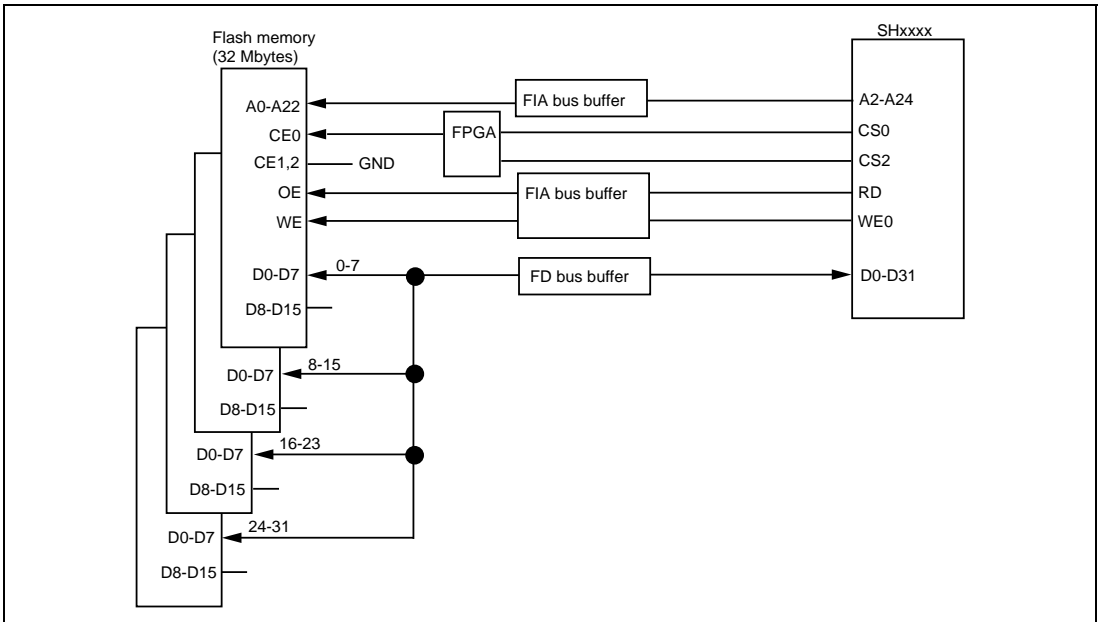 Flash memory
(32 Mbytes)
SHxxxx
A0-A22
FIA bus buffer
A2-A24
CE0
FPGA
CS0
CE1,2
GND
CS2
OE
FIA bus buffer
RD
WE
WE0
D0-D7
0-7
FD bus buffer
D0-D31
D8-D15
D0-D7
8-15
D8-D15
D0-D7
16-23
D8-D15
D0-D7
24-31
D8-D15